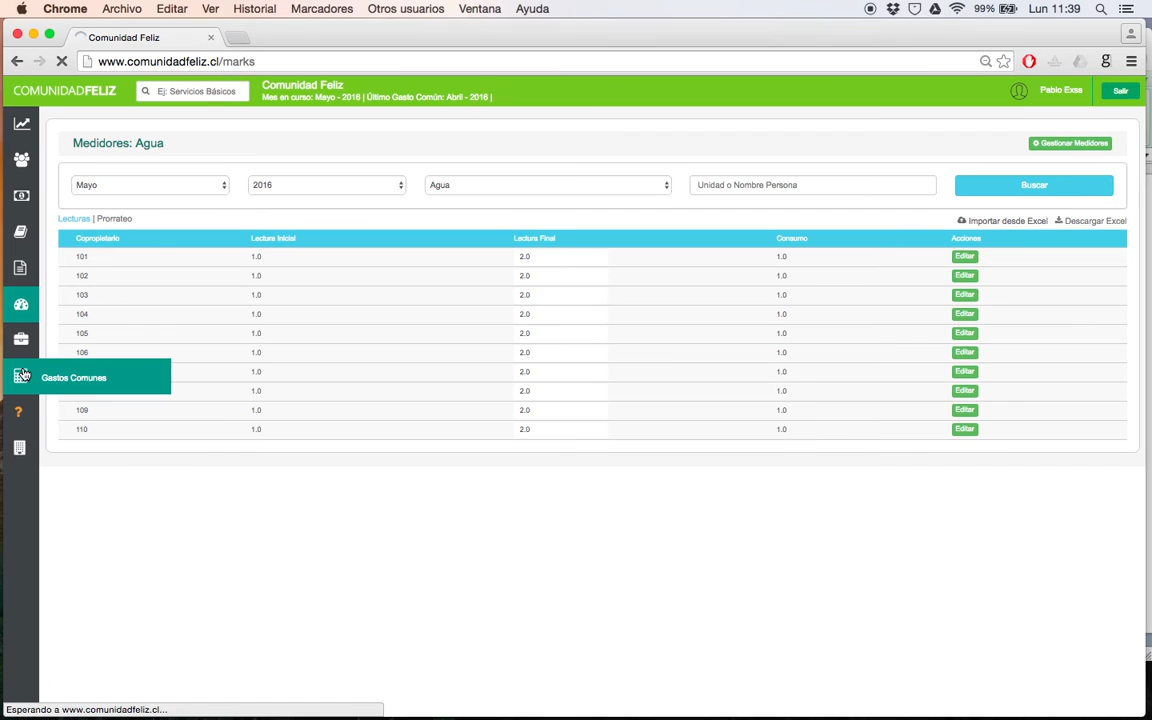 Chrome Archivo Editar Ver Historial Marcadores Otros usuarios Ventana Ayuda 99% Lun 11:39
Comunidad Feliz
www.comunidadfeliz.cl/marks
COMUNIDADFELIZ Ej: Servicios Básicos Comunidad Feliz Pablo Exss Salir
Mes en curso: Mayo - 2016 | Último Gasto Común: Abril - 2016 |
Medidores: Agua Gestionar Medidores
Mayo 2016 Agua Unidad o Nombre Persona Buscar
Lecturas | Prorrateo Importar desde Excel Descargar Excel
Copropietario Lectura Inicial Lectura Final Consumo Acciones
101 1.0 2.0 1.0 Editar
102 1.0 2.0 1.0 Editar
103 1.0 2.0 1.0 Editar
104 1.0 2.0 1.0 Editar
105 1.0 2.0 1.0 Editar
106 1.0 2.0 1.0 Editar
Gastos Comunes 1.0 2.0 1.0 Editar
1.0 2.0 1.0 Editar
? 109 1.0 2.0 1.0 Editar
110 1.0 2.0 1.0 Editar
Esperando a www.comunidadfeliz.cl...